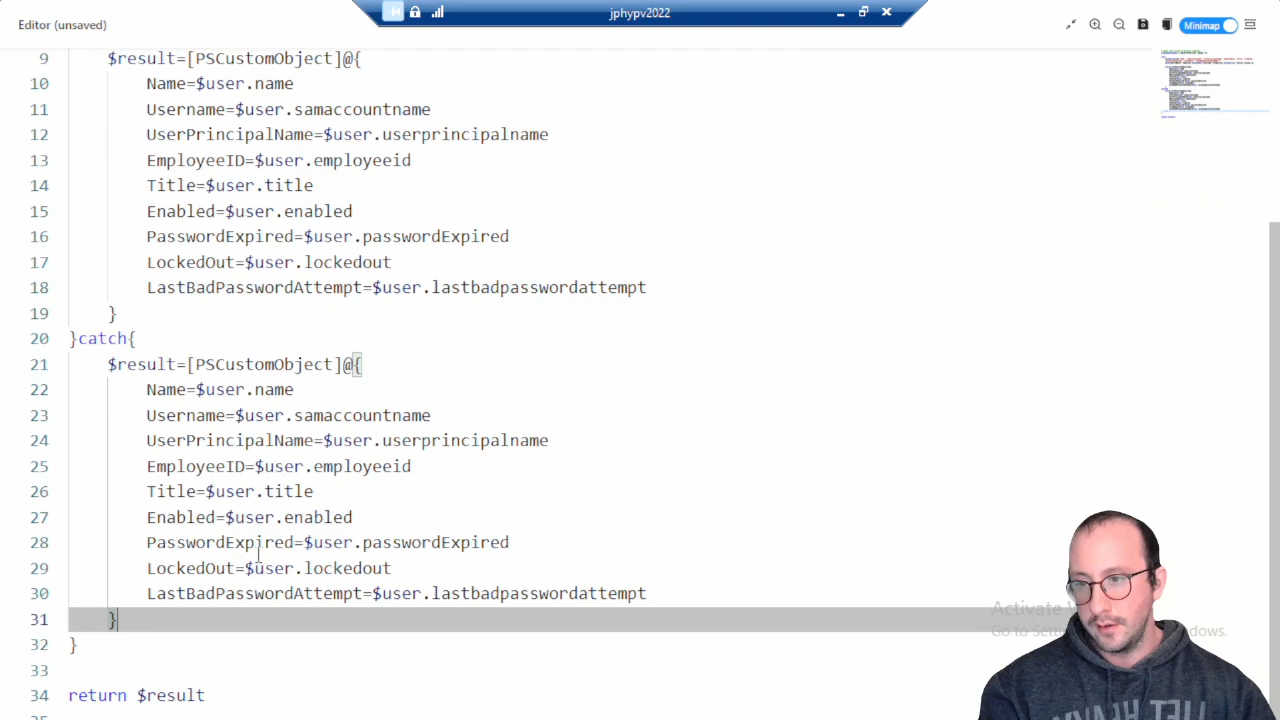 jphypv2022
Editor (unsaved)
Minimap
9 $result=[PSCustomObject]@{
10 Name=$user.name
11 Username=$user.samaccountname
12 UserPrincipalName=$user.userprincipalname
13 EmployeeID=$user.employeeid
14 Title=$user.title
15 Enabled=$user.enabled
16 PasswordExpired=$user.passwordExpired
17 LockedOut=$user.lockedout
18 LastBadPasswordAttempt=$user.lastbadpasswordattempt
19 }
20 }catch{
21 $result=[PSCustomObject]@{
22 Name=$user.name
23 Username=$user.samaccountname
24 UserPrincipalName=$user.userprincipalname
25 EmployeeID=$user.employeeid
26 Title=$user.title
27 Enabled=$user.enabled
28 PasswordExpired=$user.passwordExpired
29 LockedOut=$user.lockedout
30 LastBadPasswordAttempt=$user.lastbadpasswordattempt
31 }
32 }
33
34 return $result
Activate
Go to